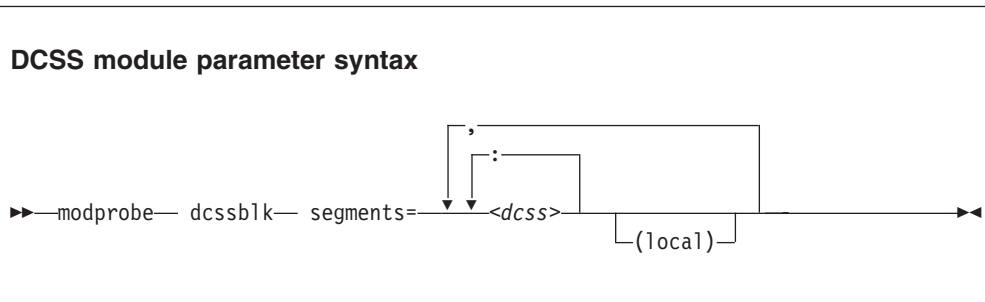 DCSS module parameter syntax
,
:
modprobe dcssblk segments= <dcss>
(local)